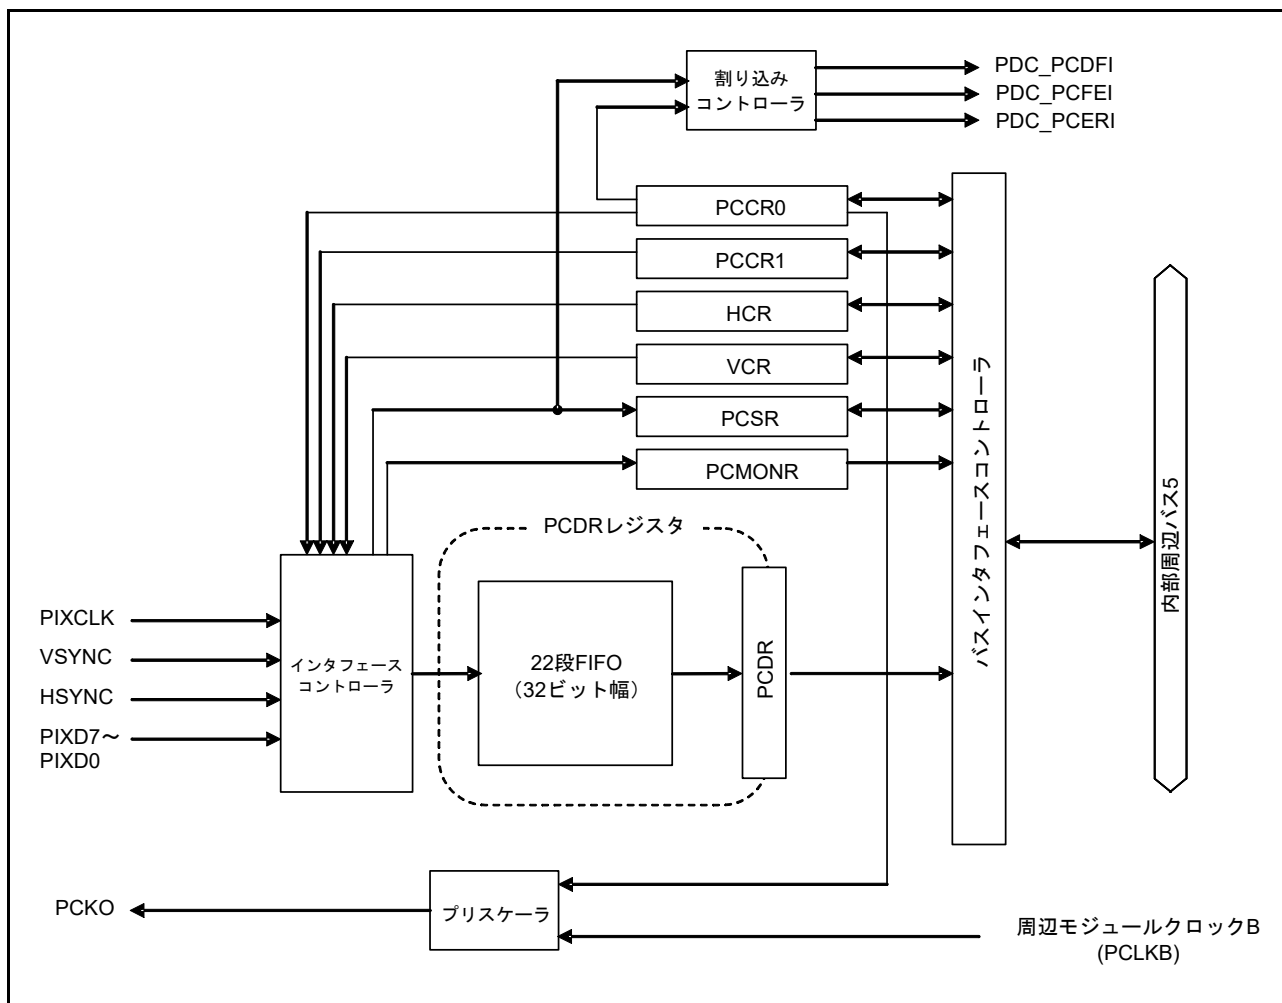 割り込み
コントローラ
PDC_PCDFI
PDC_PCFEI
PDC_PCERI
PCCR0
PCCR1
HCR
VCR
PCSR
PCMONR
バスインタフェースコントローラ
内部周辺バス5
PCDRレジスタ
PIXCLK
VSYNC
HSYNC
PIXD7～
PIXD0
インタフェース
コントローラ
22段FIFO
（32ビット幅）
PCDR
PCKO
プリスケーラ
周辺モジュールクロックB
(PCLKB)